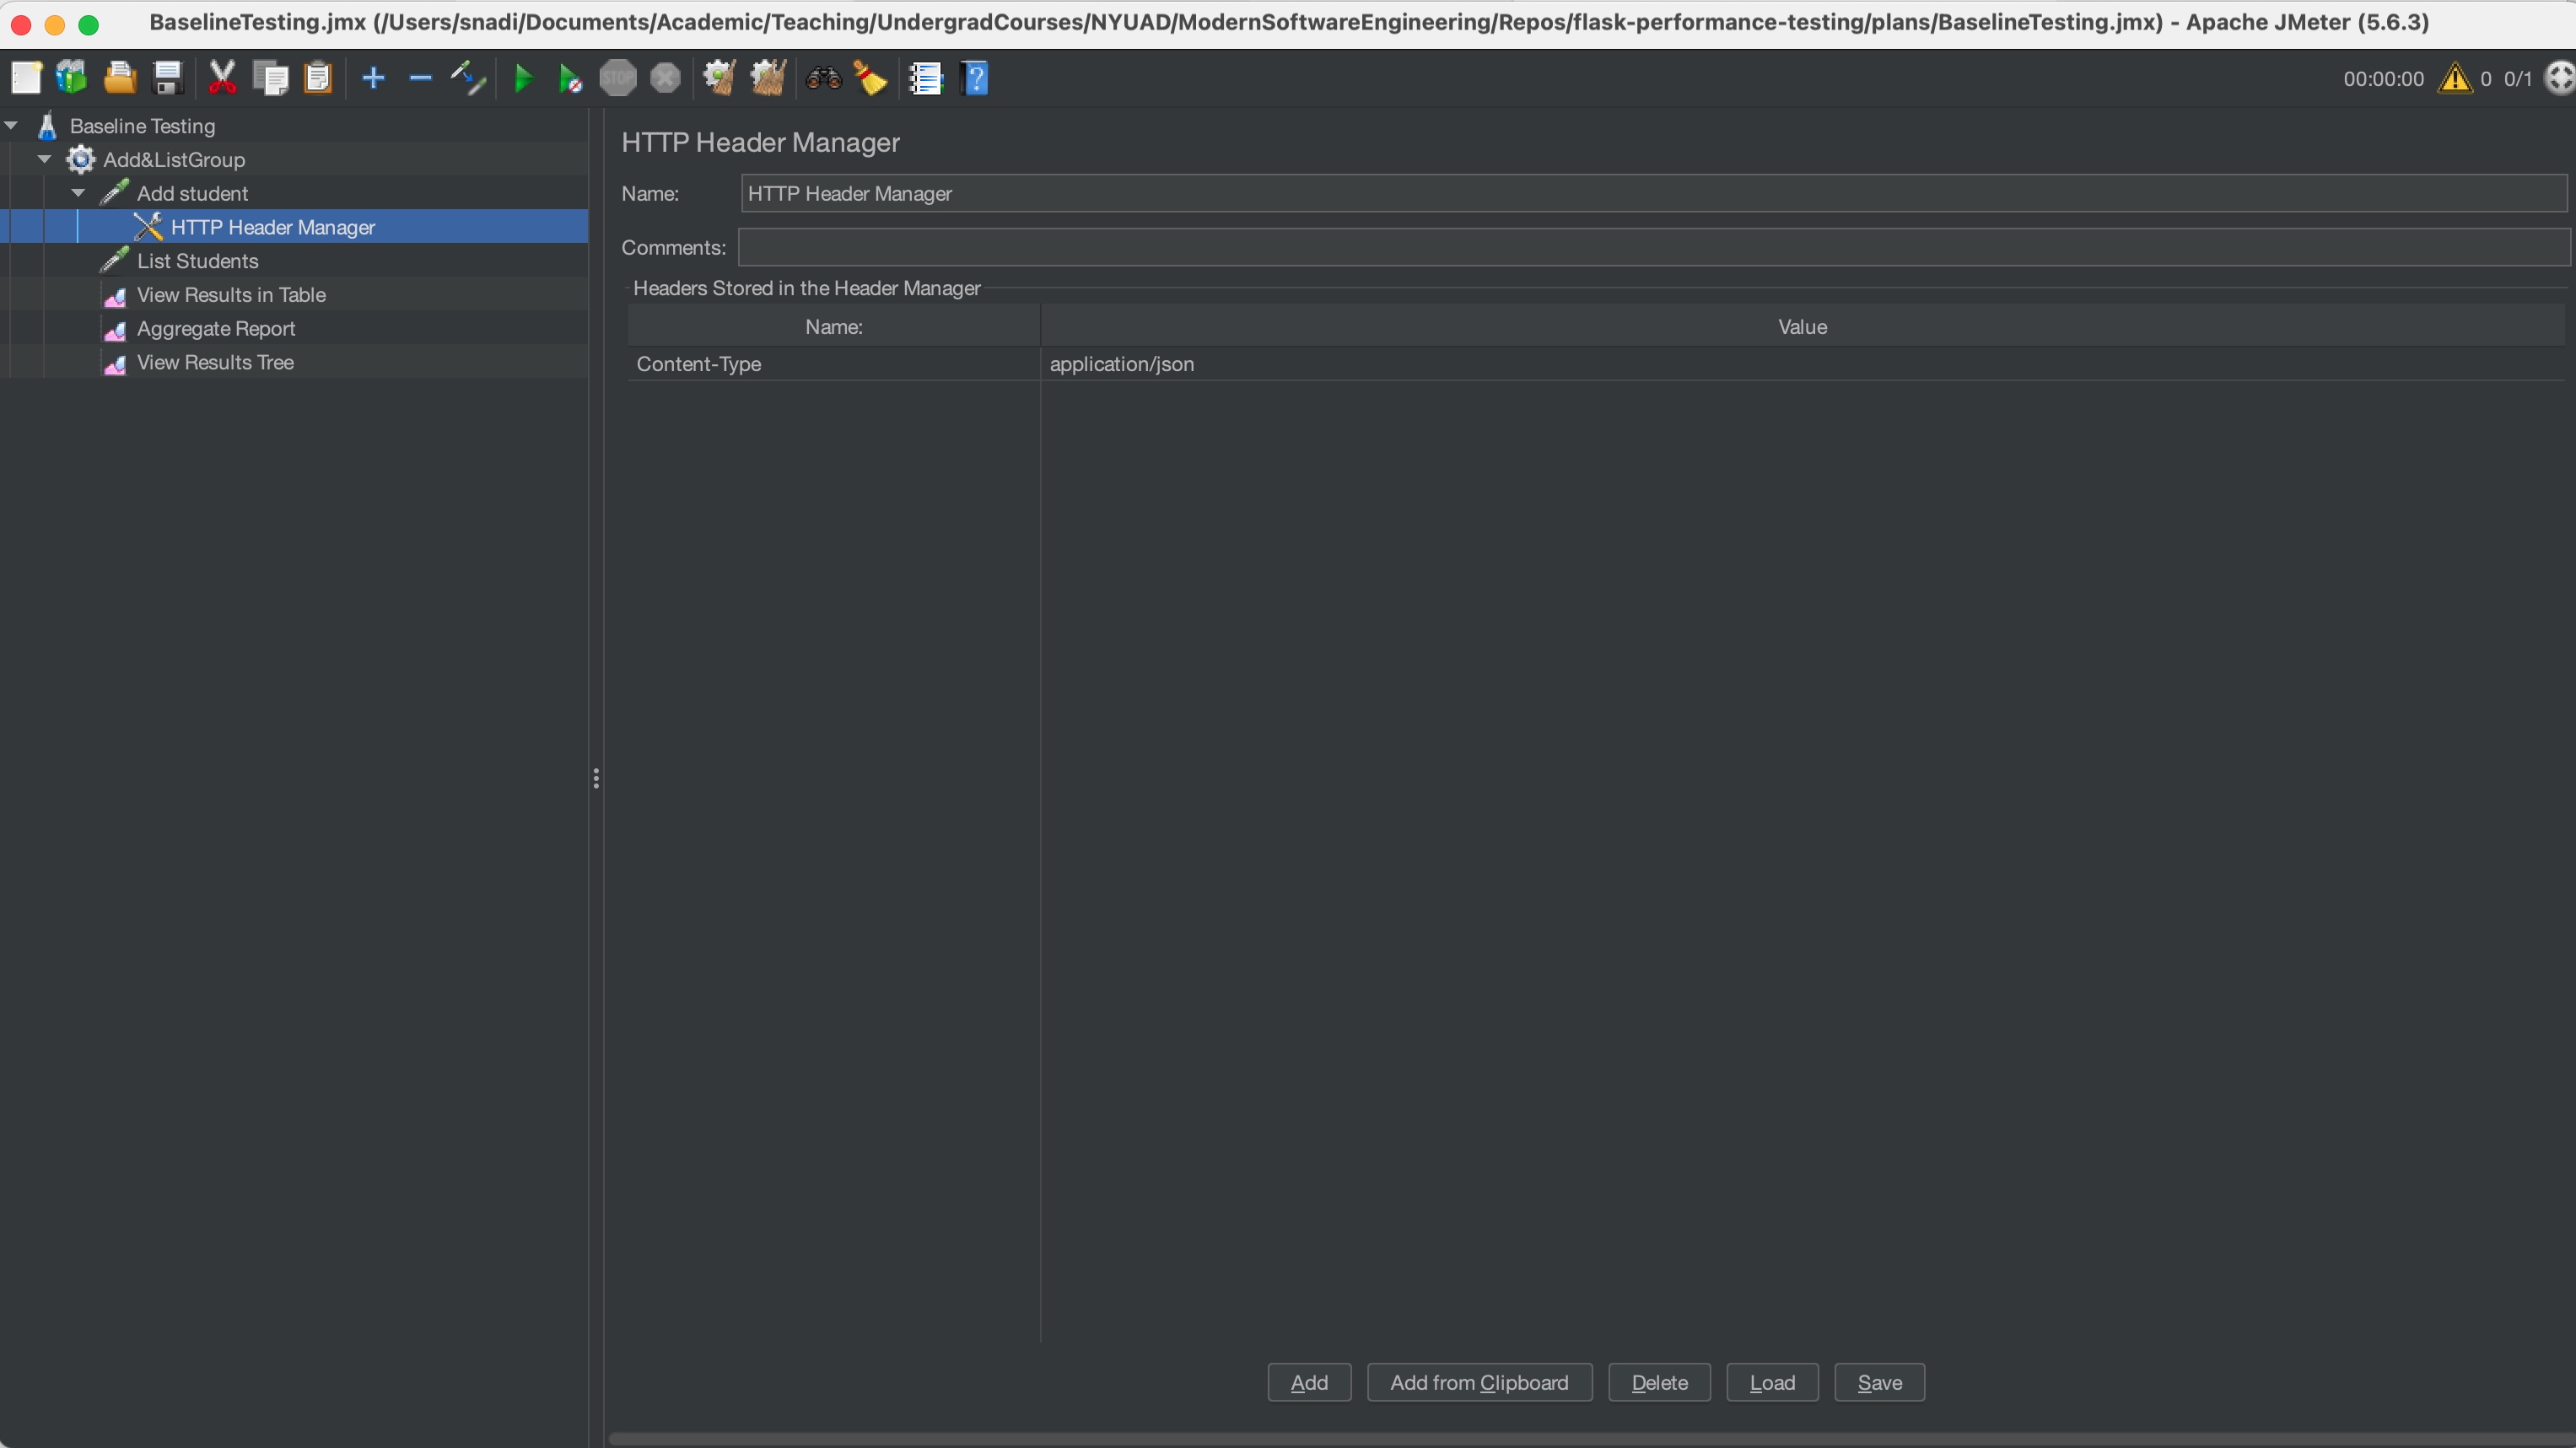 BaselineTesting.jmx (/Users/snadi/Documents/Academic/Teaching/UndergradCourses/NYUAD/ModernSoftwareEngineering/Repos/flask-performance-testing/plans/BaselineTesting.jmx) - Apache JMeter (5.6.3)
STOP
?
00:00:00 0 0/1
Baseline Testing
Add&ListGroup
Add student
HTTP Header Manager
List Students
View Results in Table
Aggregate Report
View Results Tree
HTTP Header Manager
Name: HTTP Header Manager
Comments:
Headers Stored in the Header Manager
Name: Value
Content-Type application/json
Add Add from Clipboard Delete Load Save